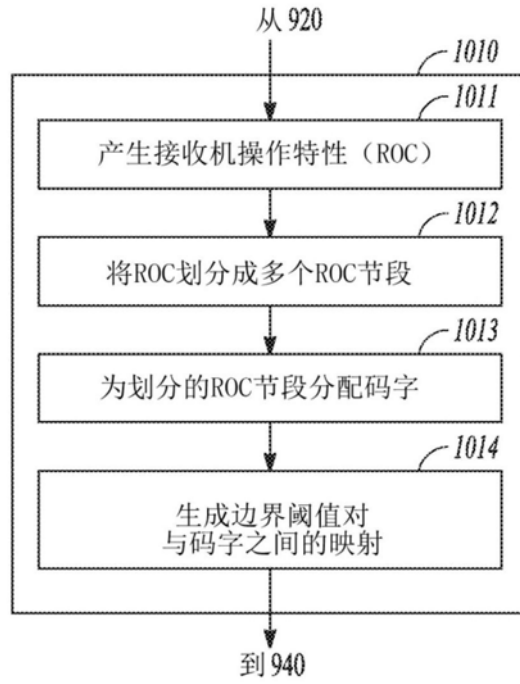 从 920
1010
1011
产生接收机操作特性（ROC）
1012
将ROC划分成多个ROC节段
1013
为划分的ROC节段分配码字
1014
生成边界阈值对
与码字之间的映射
到 940